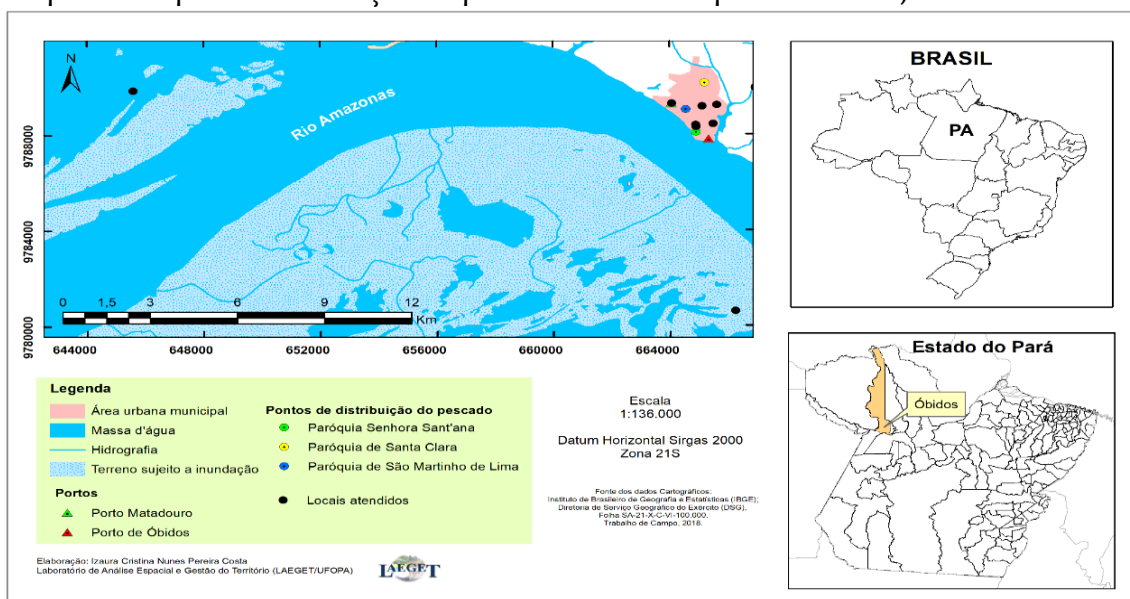 N
Rio Amazonas
9788000
9784000
9780000
0 1,5 3 6 9 12
Km
644000 648000 652000 656000 660000 664000
BRASIL
PA
Estado do Pará
Óbidos
Legenda
Área urbana municipal
Massa d'água
Hidrografia
Terreno sujeito a inundação
Portos
Porto Matadouro
Porto de Óbidos
Pontos de distribuição do pescado
Paróquia Senhora Sant'ana
Paróquia de Santa Clara
Paróquia de São Martinho de Lima
Locais atendidos
Escala
1:136.000
Datum Horizontal Sirgas 2000
Zona 21S
Fonte dos dados Cartográficos:
Instituto de Brasileiro de Geografia e Estatísticas (IBGE);
Diretoria de Serviço Geográfico do Exército (DSG),
Folha SA-21-X-C-VI-100.000.
Trabalho de Campo, 2018.
Elaboração: Izaura Cristina Nunes Pereira Costa
Laboratório de Análise Espacial e Gestão do Território (LAEGET/UFOPA)
LAEGET